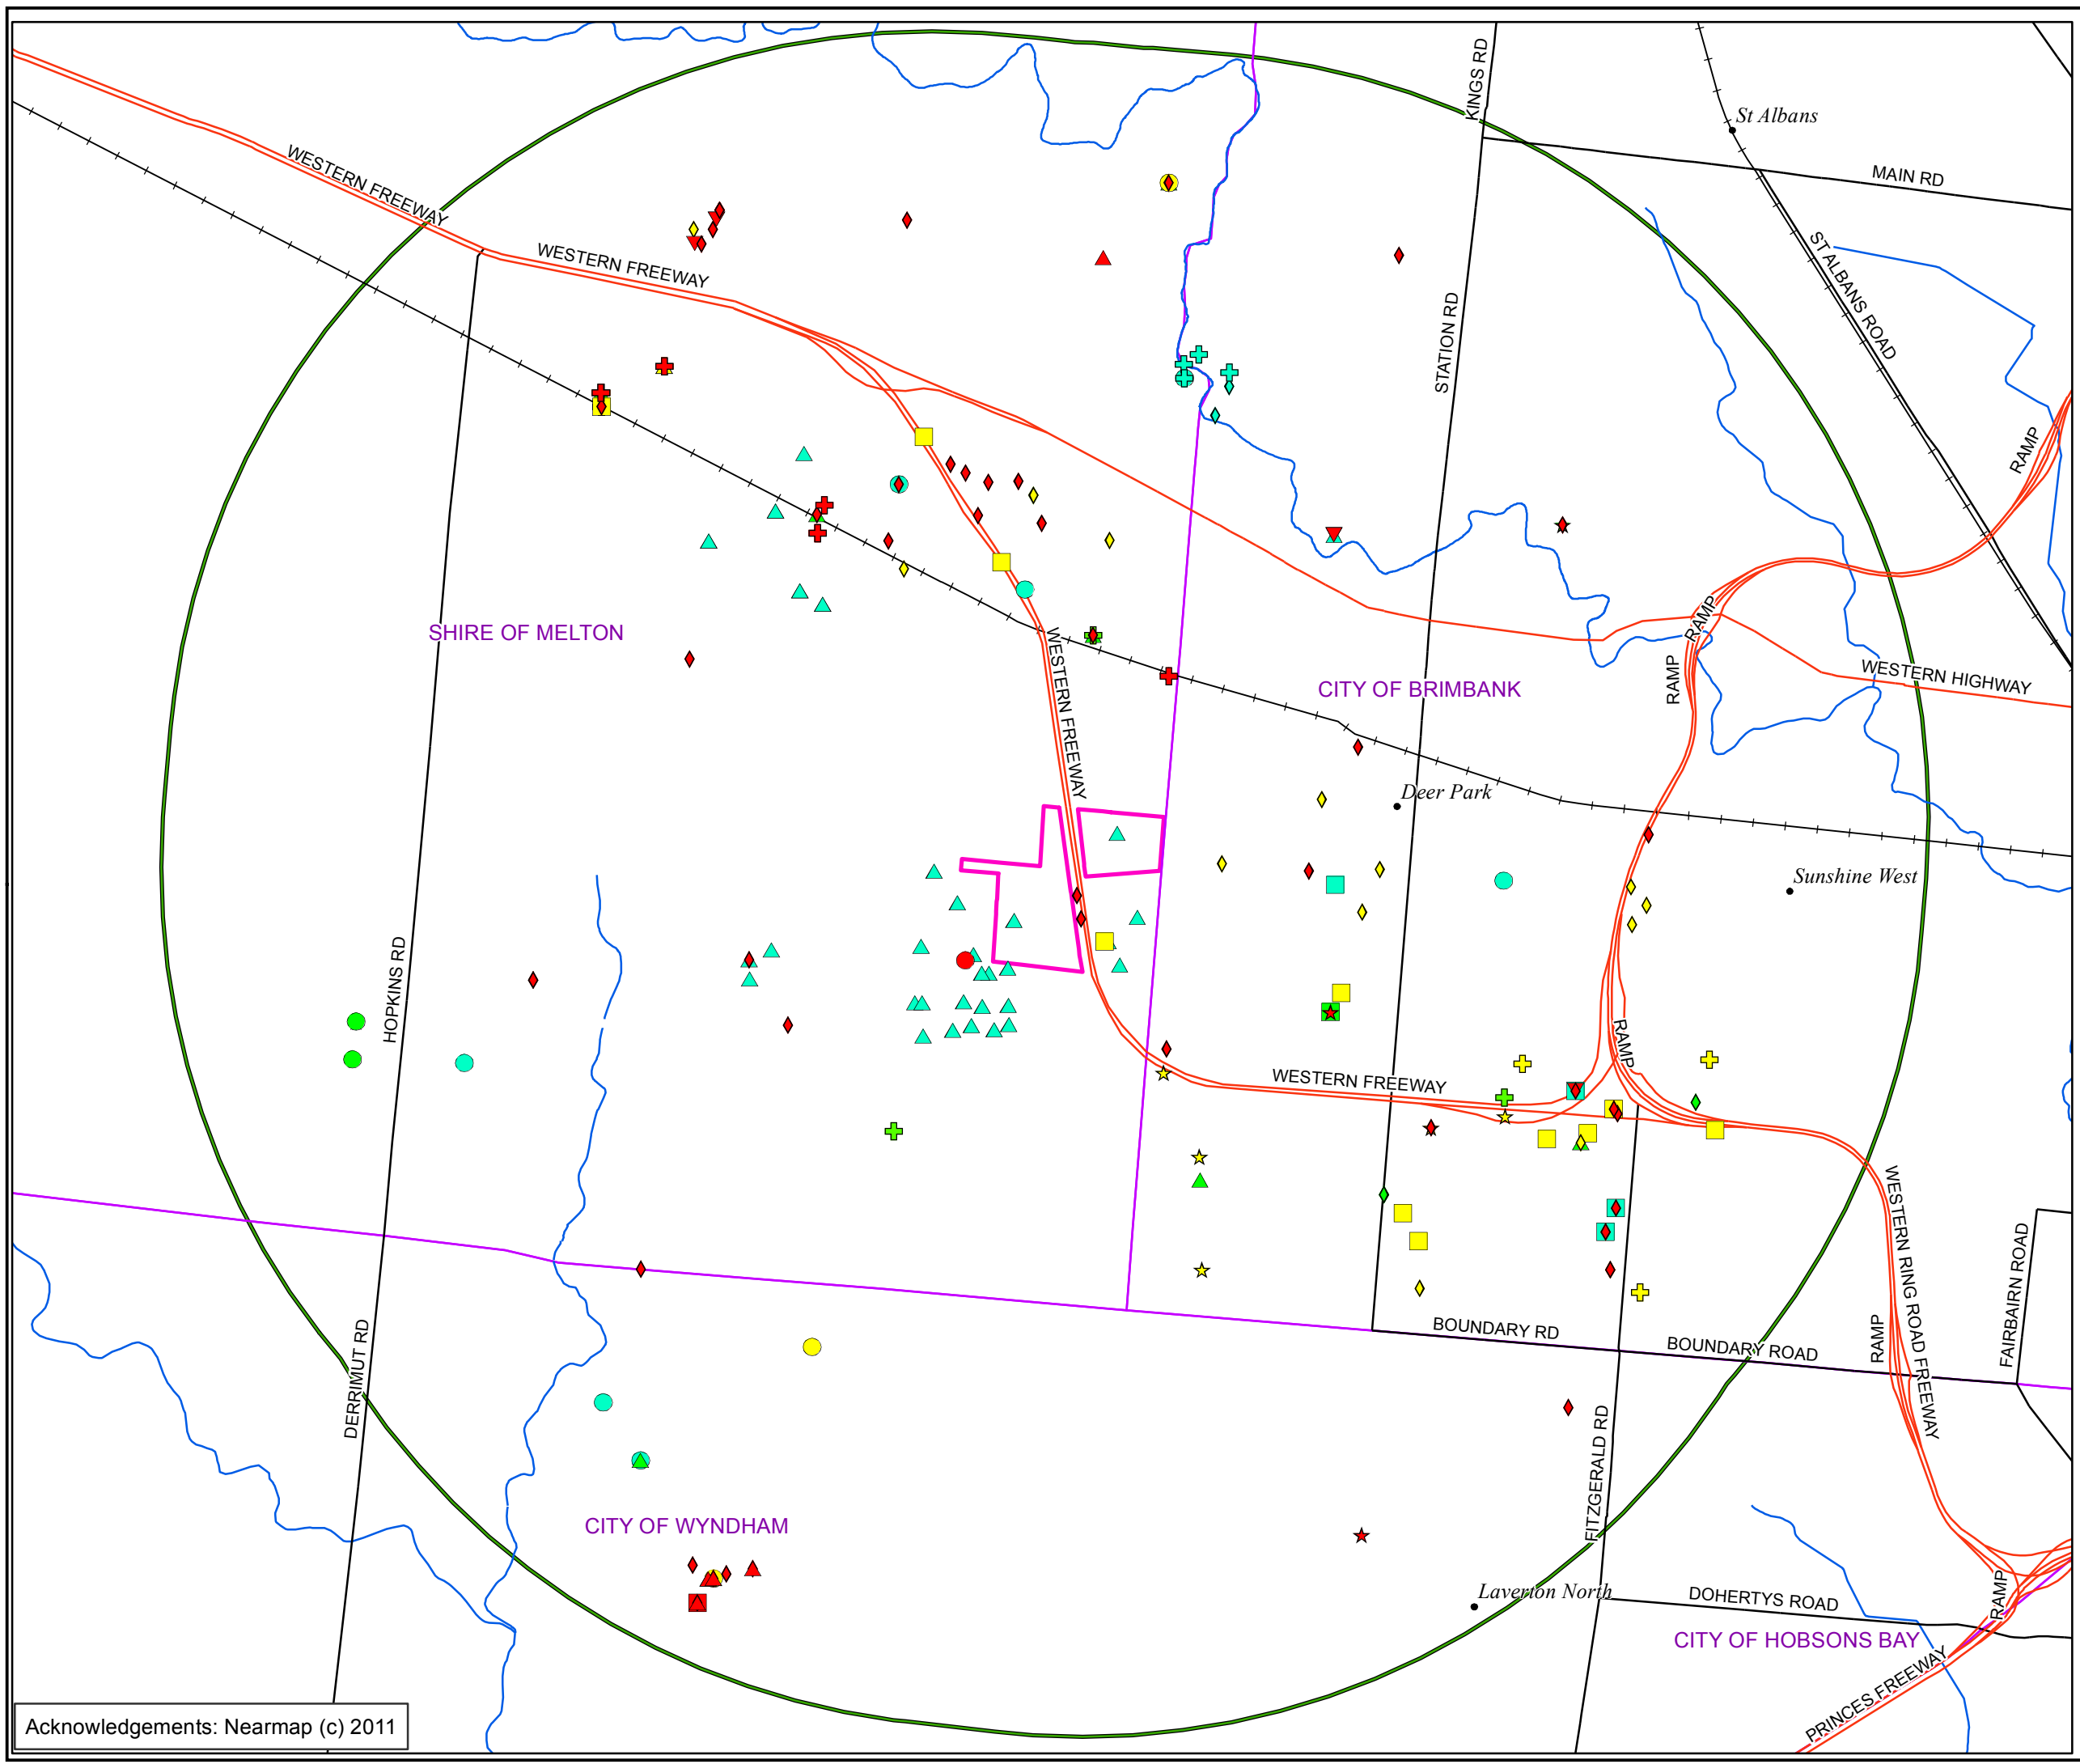 KINGS RD
St Albans
WESTERN FREEWAY
MAIN RD
WESTERN FREEWAY
ST ALBANS ROAD
STATION RD
RAMP
RAMP
SHIRE OF MELTON
WESTERN FREEWAY
RAMP
WESTERN HIGHWAY
CITY OF BRIMBANK
Deer Park
Sunshine West
HOPKINS RD
RAMP
WESTERN FREEWAY
WESTERN RING ROAD FREEWAY
FAIRBAIRN ROAD
DERRIMUT RD
BOUNDARY RD
BOUNDARY ROAD
RAMP
FITZGERALD RD
CITY OF WYNDHAM
Laverton North
DOHERTYS ROAD
RAMP
CITY OF HOBSONS BAY
PRINCES FREEWAY
Acknowledgements: Nearmap (c) 2011